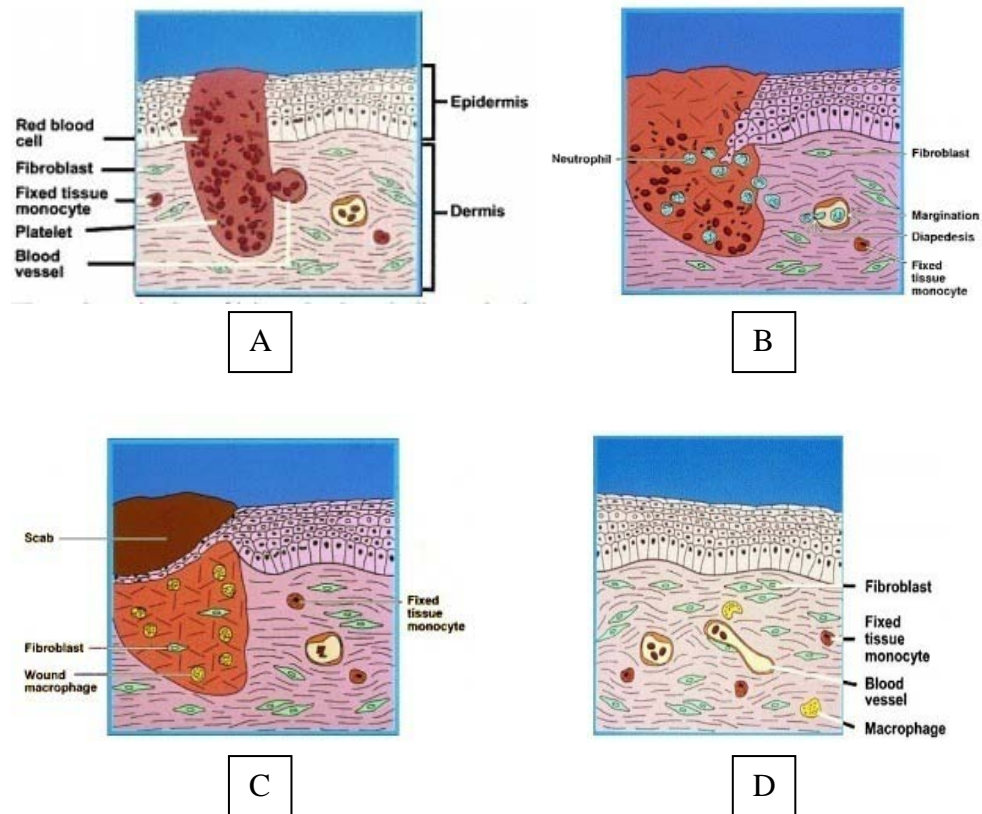 Red blood
cell
Fibroblast
Fixed tissue
monocyte
Platelet
Blood
vessel
Epidermis
Dermis
A
Neutrophil
Fibroblast
Margination
Diapedesis
Fixed
tissue
monocyte
B
Scab
Fibroblast
Wound
macrophage
Fixed
tissue
monocyte
C
Fibroblast
Fixed
tissue
monocyte
Blood
vessel
Macrophage
D